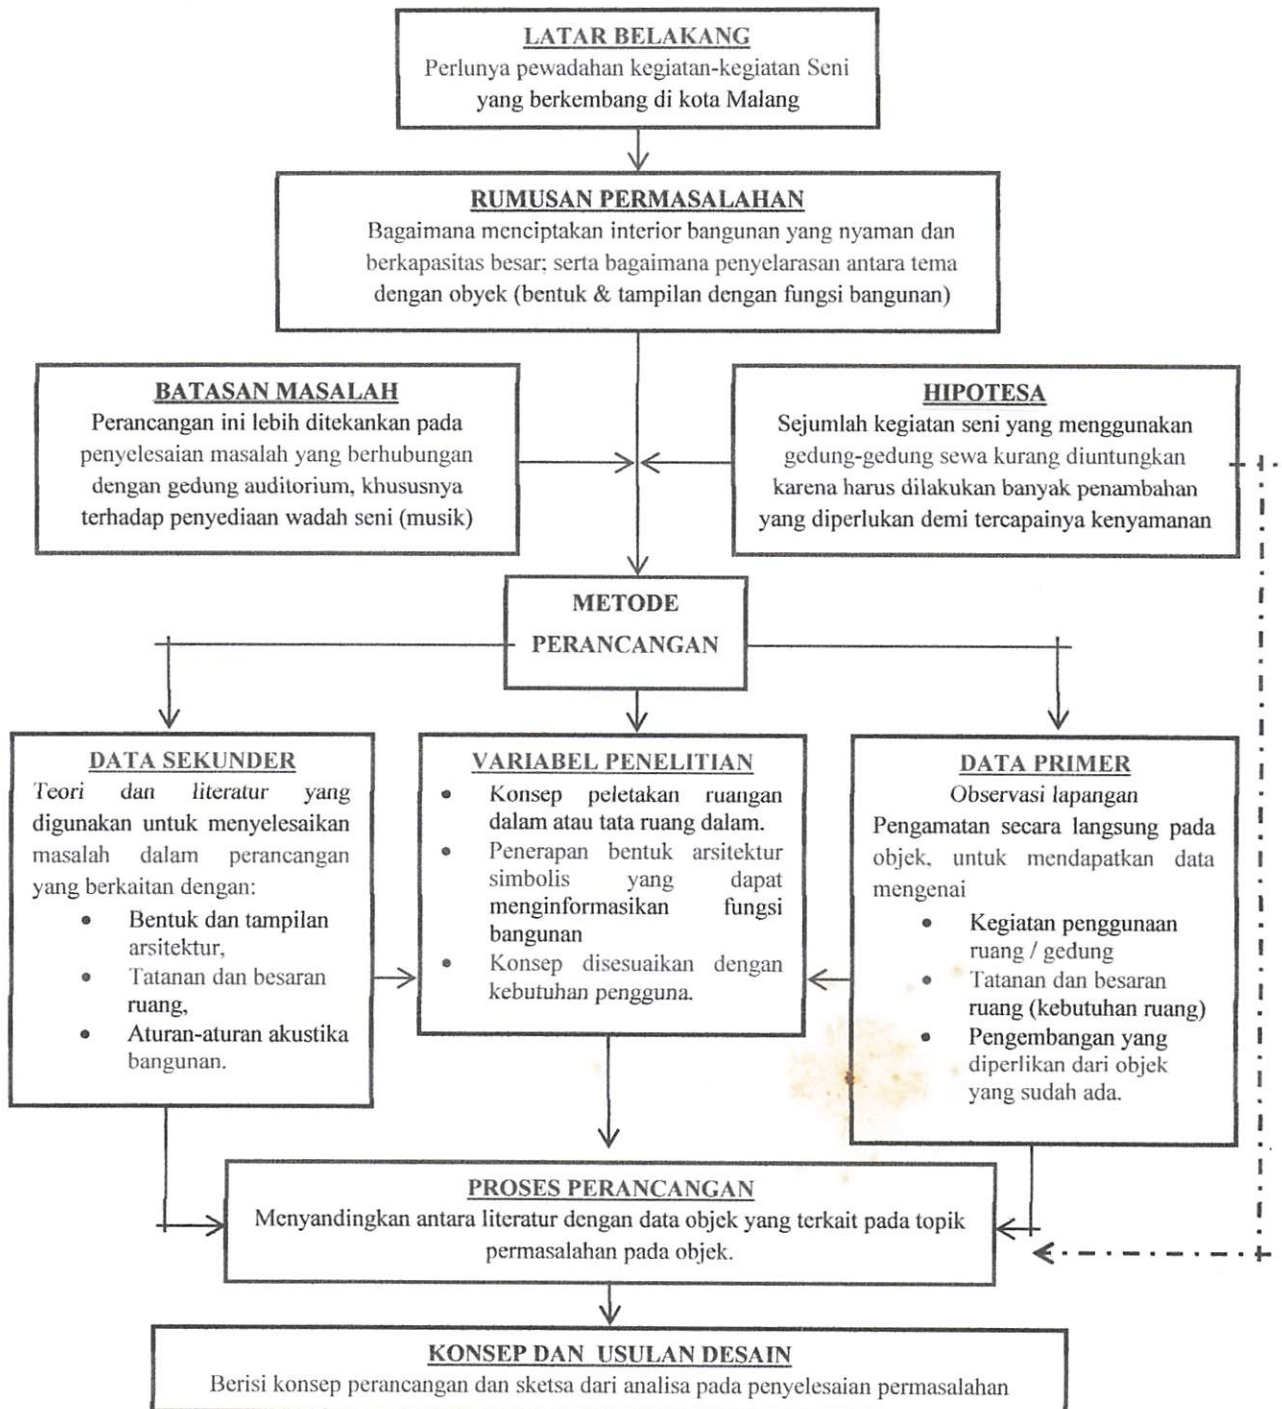 LATAR BELAKANG
Perlunya pewadahan kegiatan-kegiatan Seni
yang berkembang di kota Malang
RUMUSAN PERMASALAHAN
Bagaimana menciptakan interior bangunan yang nyaman dan
berkapasitas besar; serta bagaimana penyelarasan antara tema
dengan obyek (bentuk & tampilan dengan fungsi bangunan)
BATASAN MASALAH
Perancangan ini lebih ditekankan pada
penyelesaian masalah yang berhubungan
dengan gedung auditorium, khususnya
terhadap penyediaan wadah seni (musik)
HIPOTESA
Sejumlah kegiatan seni yang menggunakan
gedung-gedung sewa kurang diuntungkan
karena harus dilakukan banyak penambahan
yang diperlukan demi tercapainya kenyamanan
METODE
PERANCANGAN
DATA SEKUNDER
Teori dan literatur yang
digunakan untuk menyelesaikan
masalah dalam perancangan
yang berkaitan dengan:
• Bentuk dan tampilan
arsitektur,
• Tatanan dan besaran
ruang,
• Aturan-aturan akustika
bangunan.
VARIABEL PENELITIAN
• Konsep peletakan ruangan
dalam atau tata ruang dalam.
• Penerapan bentuk arsitektur
simbolis yang dapat
menginformasikan fungsi
bangunan
• Konsep disesuaikan dengan
kebutuhan pengguna.
DATA PRIMER
Observasi lapangan
Pengamatan secara langsung pada
objek, untuk mendapatkan data
mengenai
• Kegiatan penggunaan
ruang / gedung
• Tatanan dan besaran
ruang (kebutuhan ruang)
• Pengembangan yang
diperlikan dari objek
yang sudah ada.
PROSES PERANCANGAN
Menyandingkan antara literatur dengan data objek yang terkait pada topik
permasalahan pada objek.
KONSEP DAN USULAN DESAIN
Berisi konsep perancangan dan sketsa dari analisa pada penyelesaian permasalahan